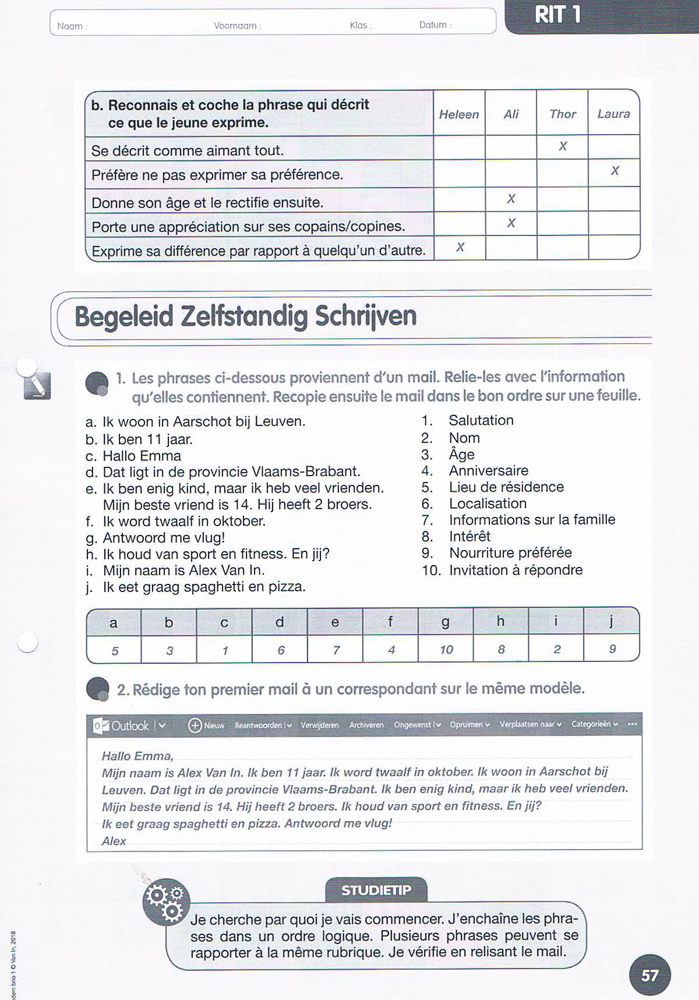 Naam : Voornaam : Klas : Datum :
RIT 1
b. Reconnais et coche la phrase qui décrit
ce que le jeune exprime.
Heleen Ali Thor Laura
Se décrit comme aimant tout. X
Préfère ne pas exprimer sa préférence. X
Donne son âge et le rectifie ensuite. X
Porte une appréciation sur ses copains/copines. X
Exprime sa différence par rapport à quelqu'un d'autre. X
Begeleid Zelfstandig Schrijven
1. Les phrases ci-dessous proviennent d'un mail. Relie-les avec l'information
qu'elles contiennent. Recopie ensuite le mail dans le bon ordre sur une feuille.
a. Ik woon in Aarschot bij Leuven.
b. Ik ben 11 jaar.
c. Hallo Emma
d. Dat ligt in de provincie Vlaams-Brabant.
e. Ik ben enig kind, maar ik heb veel vrienden.
Mijn beste vriend is 14. Hij heeft 2 broers.
f. Ik word twaalf in oktober.
g. Antwoord me vlug!
h. Ik houd van sport en fitness. En jij?
i. Mijn naam is Alex Van In.
j. Ik eet graag spaghetti en pizza.
1. Salutation
2. Nom
3. Âge
4. Anniversaire
5. Lieu de résidence
6. Localisation
7. Informations sur la famille
8. Intérêt
9. Nourriture préférée
10. Invitation à répondre
a b c d e f g h i j
5 3 1 6 7 4 10 8 2 9
2. Rédige ton premier mail à un correspondant sur le même modèle.
Outlook Nieuw Beantwoorden Verwijderen Archiveren Ongewenst Opruimen Verplaatsen naar Categorieën ...
Hallo Emma,
Mijn naam is Alex Van In. Ik ben 11 jaar. Ik word twaalf in oktober. Ik woon in Aarschot bij
Leuven. Dat ligt in de provincie Vlaams-Brabant. Ik ben enig kind, maar ik heb veel vrienden.
Mijn beste vriend is 14. Hij heeft 2 broers. Ik houd van sport en fitness. En jij?
Ik eet graag spaghetti en pizza. Antwoord me vlug!
Alex
STUDIETIP
Je cherche par quoi je vais commencer. J'enchaîne les phra-
ses dans un ordre logique. Plusieurs phrases peuvent se
rapporter à la même rubrique. Je vérifie en relisant le mail.
brio 1 © Van In, 2018
57